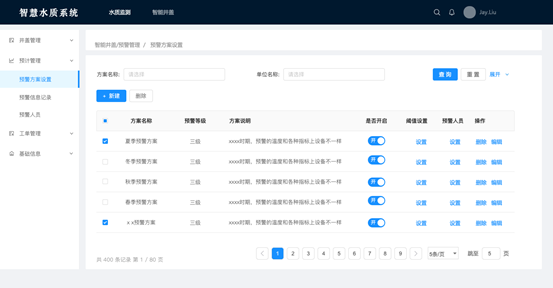 智慧水质系统 水质监测 智能井盖 Jay.Liu
井盖管理
预计管理
预警方案设置
预警信息记录
预警人员
工单管理
基础信息
智能井盖/预警管理 / 预警方案设置
方案名称: 请选择 单位名称: 请选择 查 询 重 置 展开
+ 新建 删除
方案名称 预警等级 方案说明 是否开启 阈值设置 预警人员 操作
夏季预警方案 三级 xxxx时期，预警的温度和各种指标上设备不一样 开 设置 设置 删除 编辑
冬季预警方案 三级 xxxx时期，预警的温度和各种指标上设备不一样 开 设置 设置 删除 编辑
秋季预警方案 三级 xxxx时期，预警的温度和各种指标上设备不一样 开 设置 设置 删除 编辑
春季预警方案 三级 xxxx时期，预警的温度和各种指标上设备不一样 开 设置 设置 删除 编辑
x x预警方案 三级 xxxx时期，预警的温度和各种指标上设备不一样 开 设置 设置 删除 编辑
共 400 条记录 第 1 / 80 页 1 2 3 4 5 6 7 8 9 5条/页 跳至 5 页